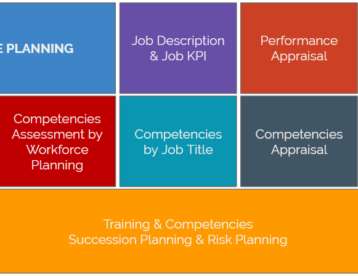 E PLANNING
Job Description
& Job KPI
Performance
Appraisal
Competencies
Assessment by
Workforce
Planning
Competencies
by Job Title
Competencies
Appraisal
Training & Competencies
Succession Planning & Risk Planning